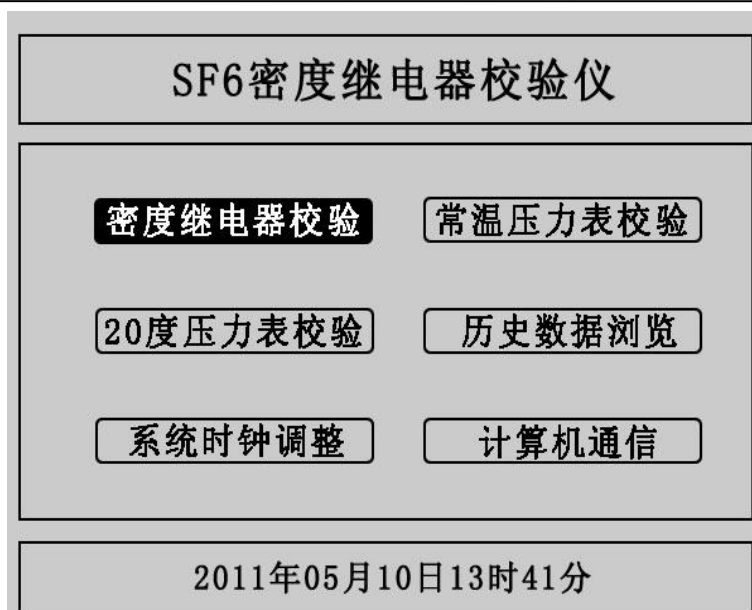 SF6密度继电器校验仪
密度继电器校验 常温压力表校验
20度压力表校验 历史数据浏览
系统时钟调整 计算机通信
2011年05月10日13时41分